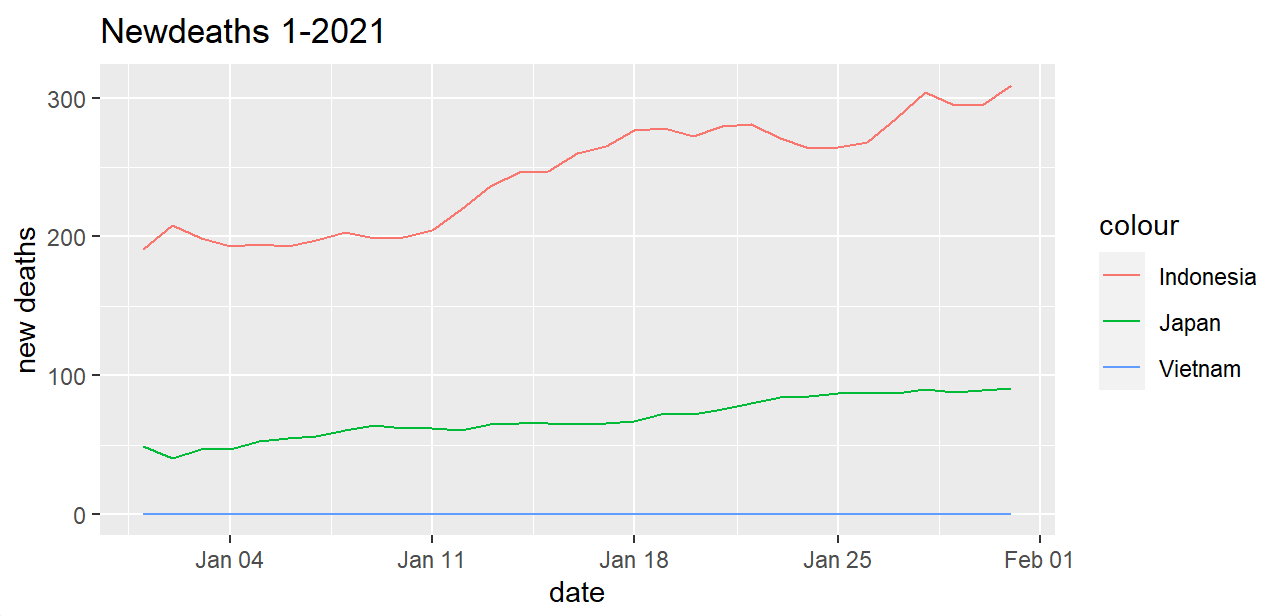 Newdeaths 1-2021
300
200
100
0
new deaths
Jan 04
Jan 11
Jan 18
Jan 25
Feb 01
date
colour
Indonesia
Japan
Vietnam